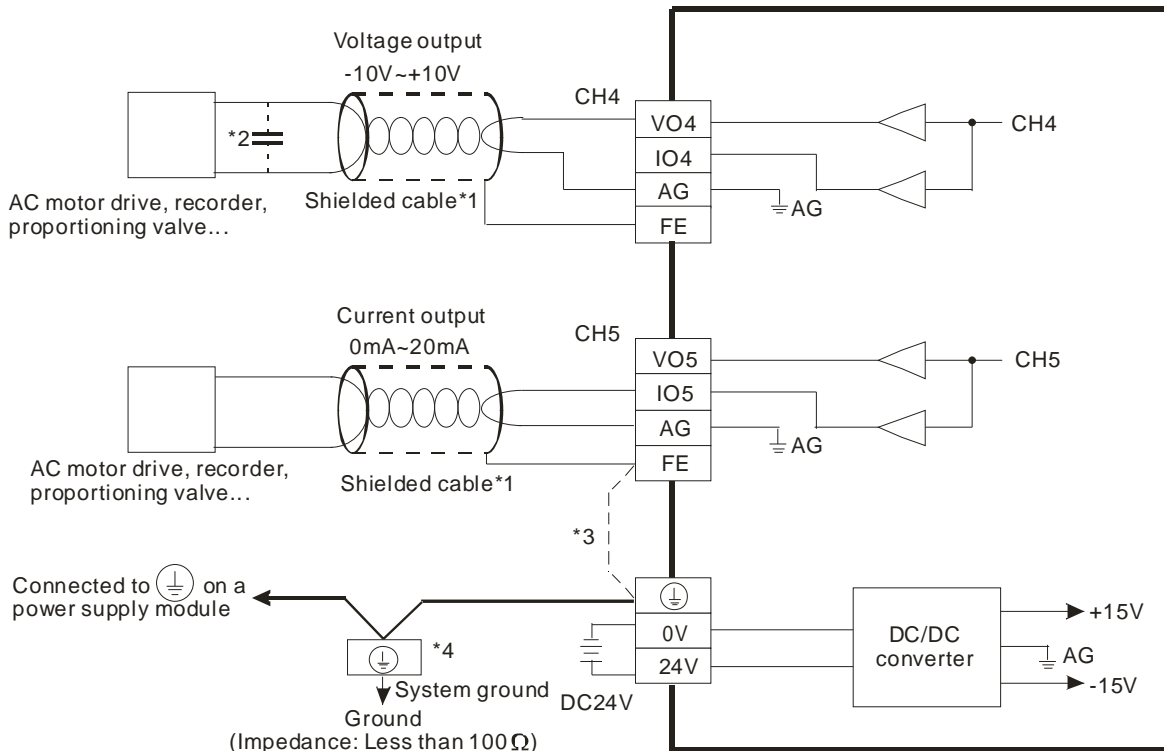 Voltage output
-10V~+10V
CH4
VO4
CH4
*2
IO4
AG
AG
FE
AC motor drive, recorder,
proportioning valve...
Shielded cable*1
Current output
0mA~20mA
CH5
VO5
CH5
IO5
AG
AG
FE
AC motor drive, recorder,
proportioning valve...
Shielded cable*1
*3
Connected to on a
power supply module
*4
System ground
Ground
(Impedance: Less than 100Ω)
0V
24V
DC24V
DC/DC
converter
+15V
AG
-15V